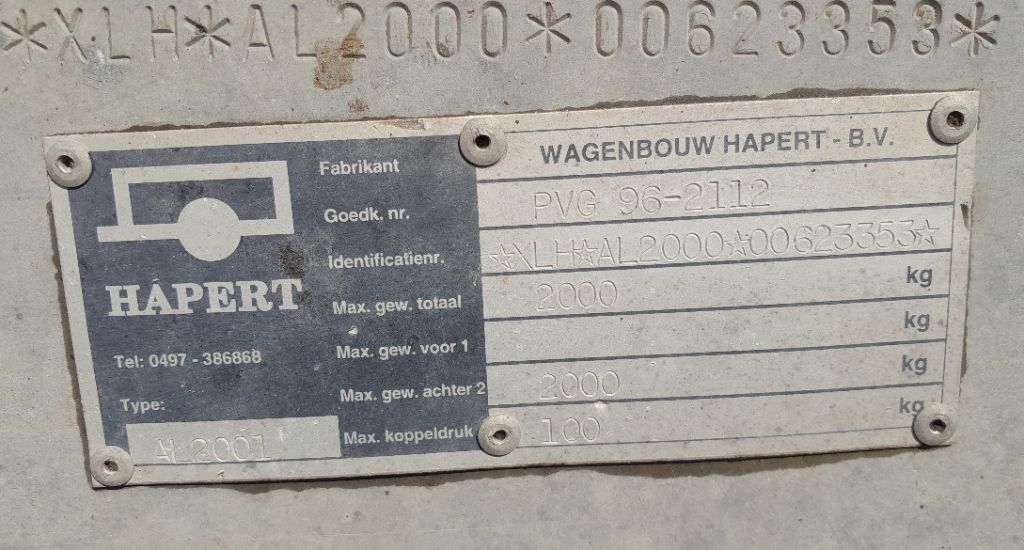 *XLH*AL2000*00623353*
Fabrikant WAGENBOUW HAPERT - B.V.
Goedk. nr. PVG 96-2112
Identificatienr. *XLH*AL2000*00623353*
Max. gew. totaal 2000 kg
Max. gew. voor 1 kg
Max. gew. achter 2 2000 kg
Max. koppeldruk 100 kg
HAPERT
Tel: 0497 - 386868
Type:
AL2001